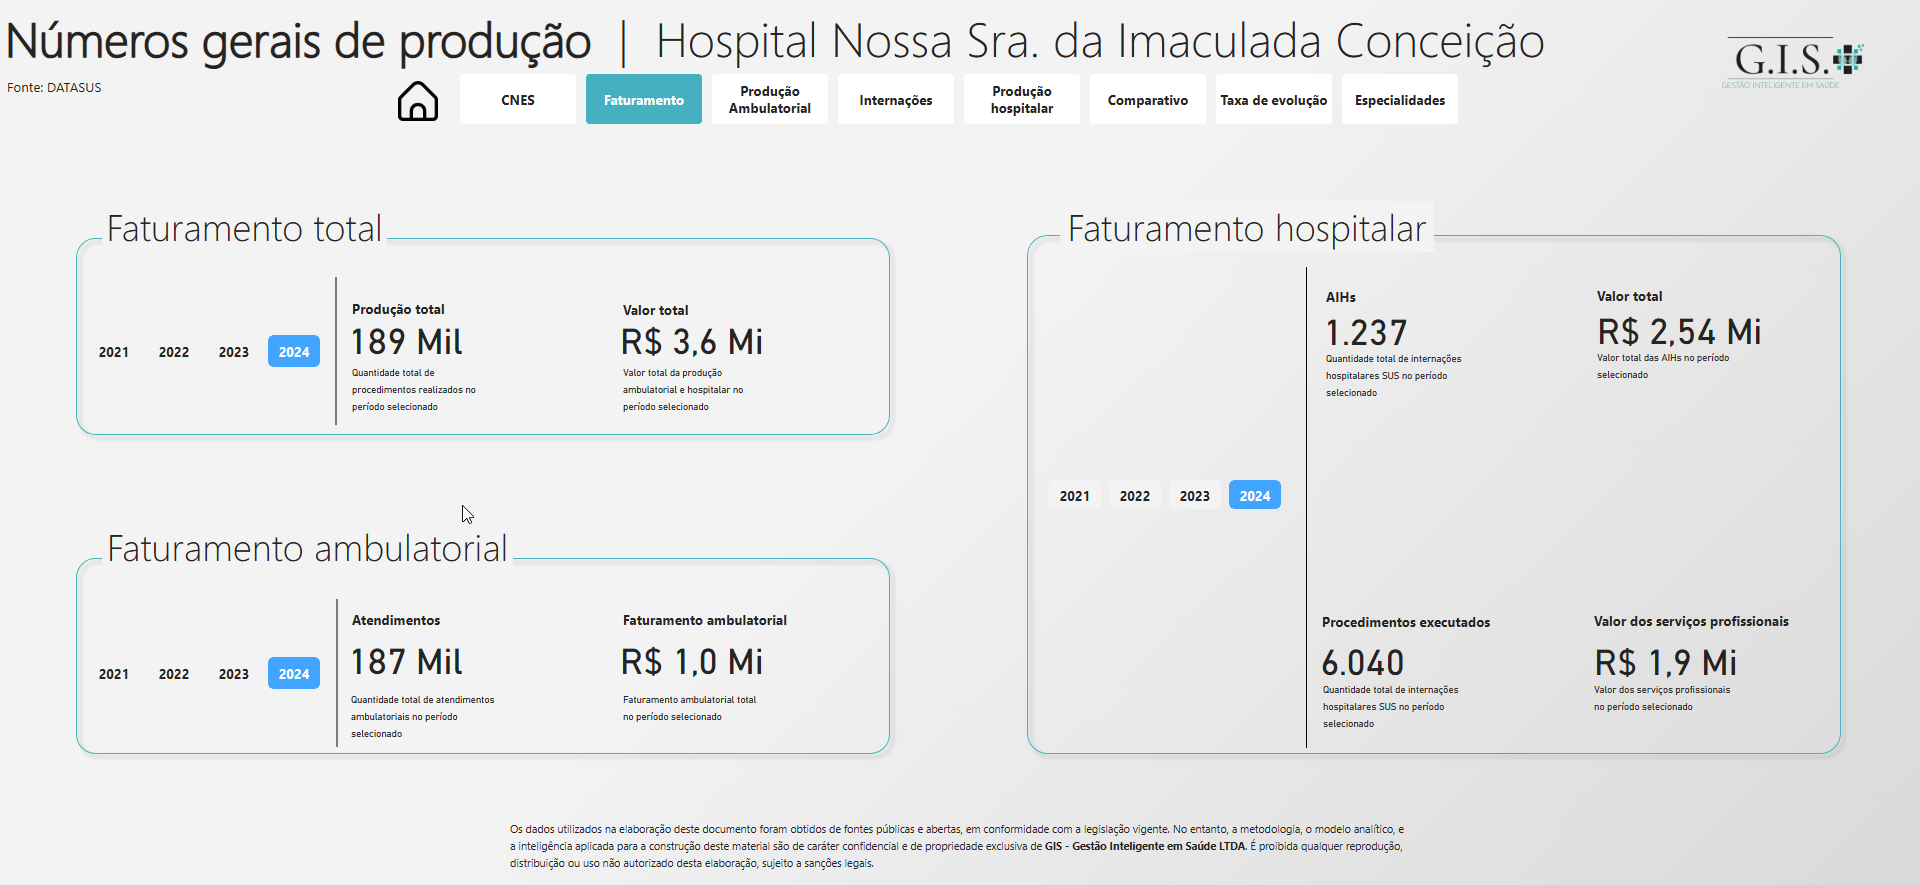 Números gerais de produção | Hospital Nossa Sra. da Imaculada Conceição
G.I.S.
GESTÃO INTELIGENTE EM SAÚDE
Fonte: DATASUS
CNES
Faturamento
Produção
Ambulatorial
Internações
Produção
hospitalar
Comparativo
Taxa de evolução
Especialidades
Faturamento total
2021
2022
2023
2024
Produção total
189 Mil
Quantidade total de
procedimentos realizados no
período selecionado
Valor total
R$ 3,6 Mi
Valor total da produção
ambulatorial e hospitalar no
período selecionado
Faturamento ambulatorial
2021
2022
2023
2024
Atendimentos
187 Mil
Quantidade total de atendimentos
ambulatoriais no período
selecionado
Faturamento ambulatorial
R$ 1,0 Mi
Faturamento ambulatorial total
no período selecionado
Faturamento hospitalar
2021
2022
2023
2024
AIHs
1.237
Quantidade total de internações
hospitalares SUS no período
selecionado
Valor total
R$ 2,54 Mi
Valor total das AIHs no período
selecionado
Procedimentos executados
6.040
Quantidade total de internações
hospitalares SUS no período
selecionado
Valor dos serviços profissionais
R$ 1,9 Mi
Valor dos serviços profissionais
no período selecionado
Os dados utilizados na elaboração deste documento foram obtidos de fontes públicas e abertas, em conformidade com a legislação vigente. No entanto, a metodologia, o modelo analítico, e
a inteligência aplicada para a construção deste material são de caráter confidencial e de propriedade exclusiva de GIS - Gestão Inteligente em Saúde LTDA. É proibida qualquer reprodução,
distribuição ou uso não autorizado desta elaboração, sujeito a sanções legais.